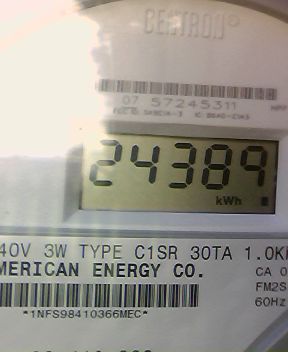 CENTRON®
07 57245311
24389
kWh
40V 3W TYPE C1SR 30TA 1.0K
MERICAN ENERGY CO.
CA 0
FM2S
60Hz
*1NFS98410366MEC*